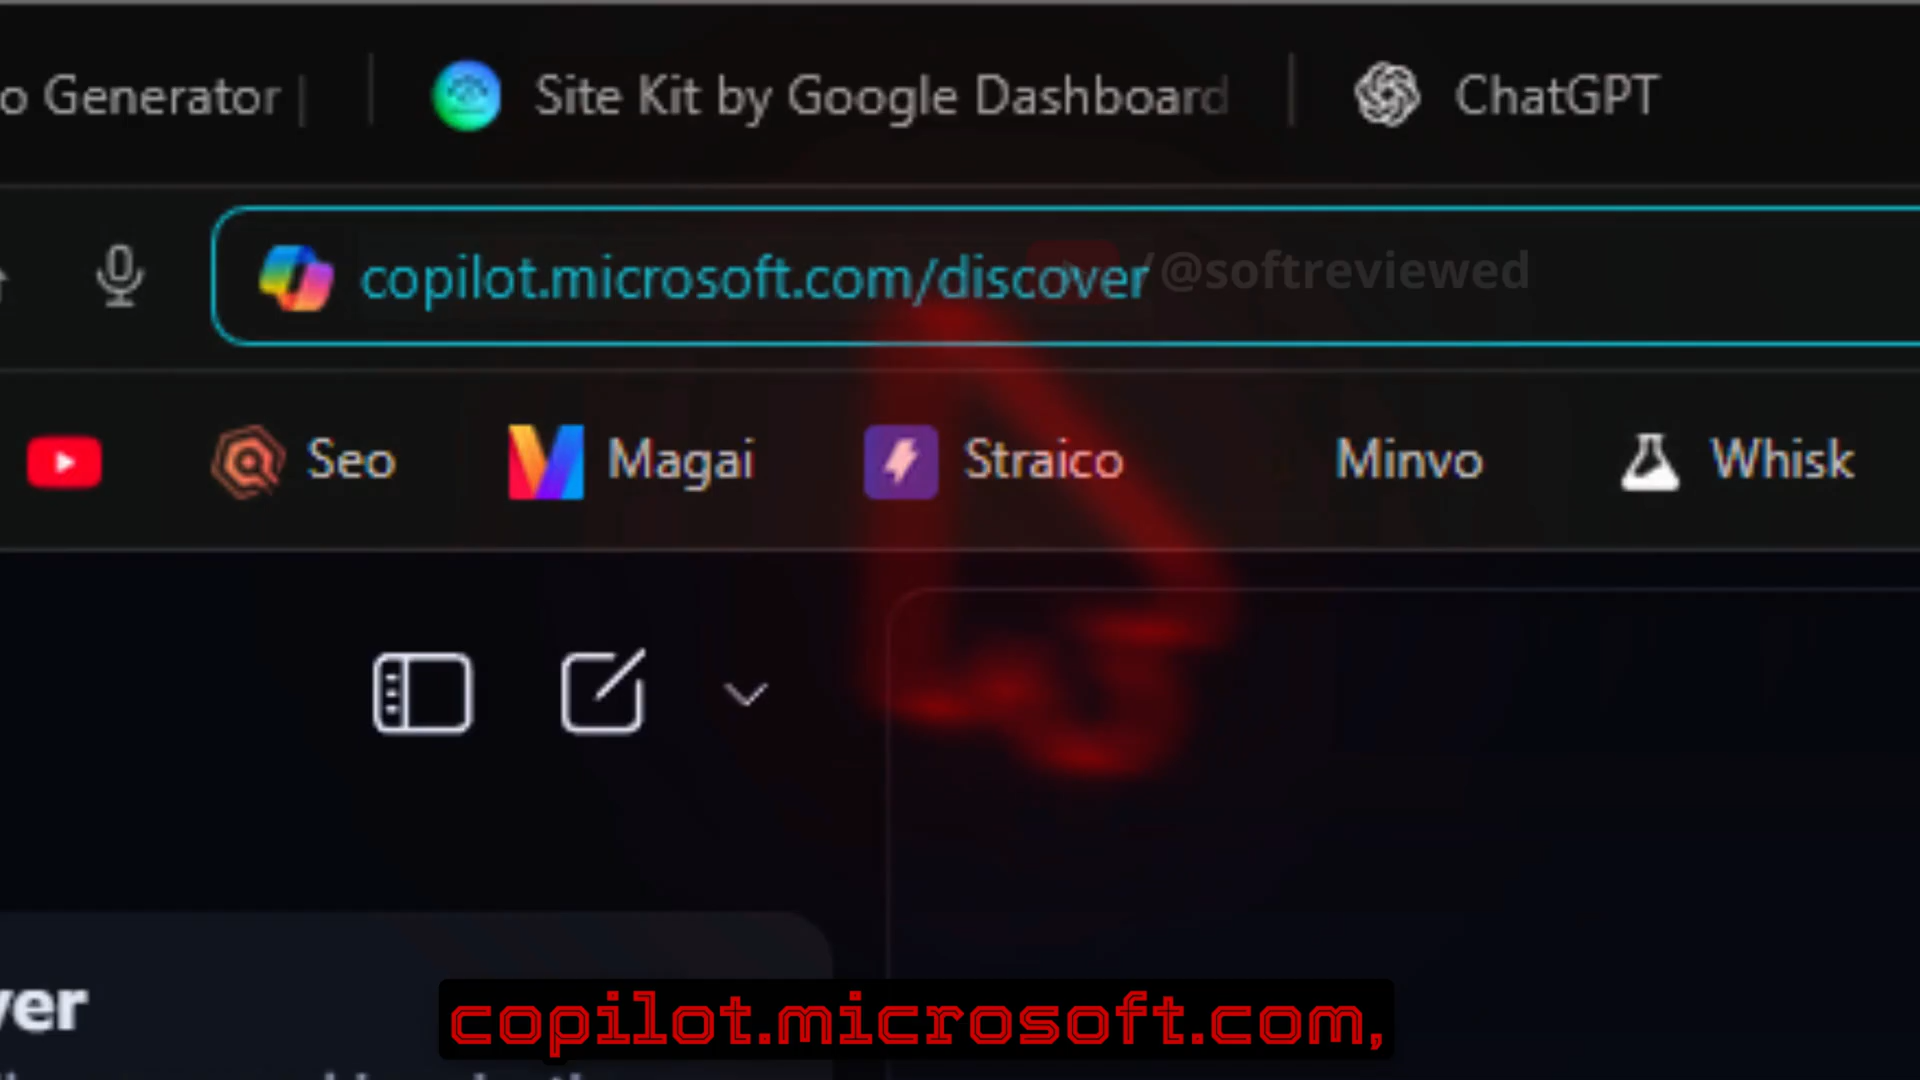 o Generator |
Site Kit by Google Dashboard
ChatGPT
copilot.microsoft.com/discover
/@softreviewed
Seo
Magai
Straico
Minvo
Whisk
ver
copilot.microsoft.com,